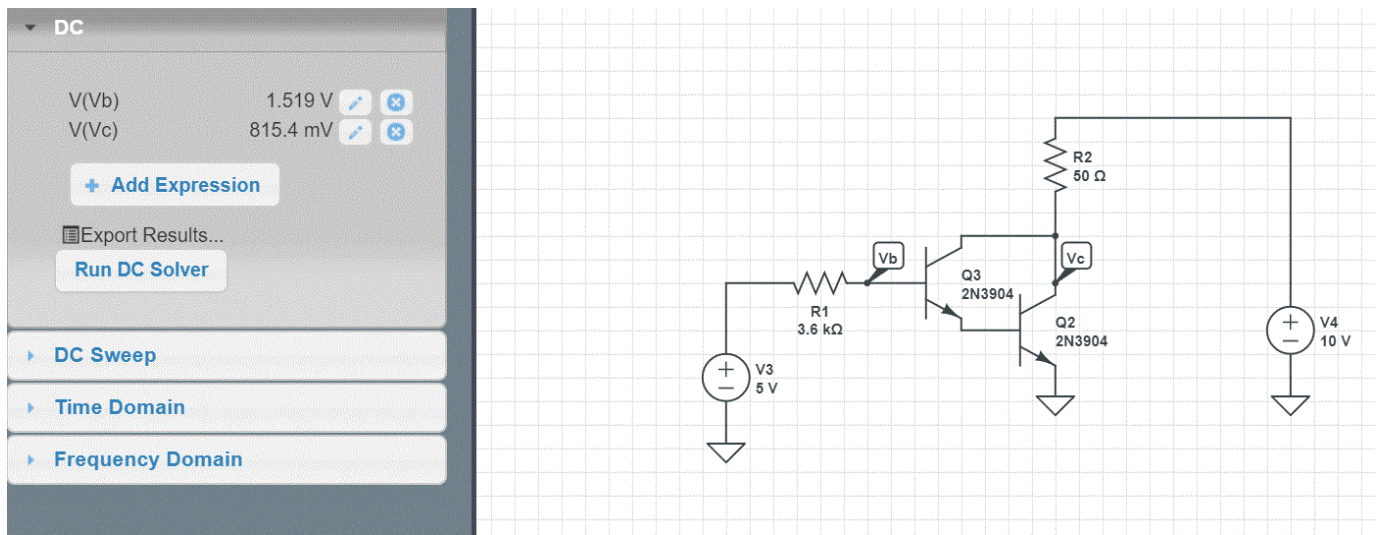 DC
V(Vb) 1.519 V
V(Vc) 815.4 mV
+ Add Expression
Export Results...
Run DC Solver
DC Sweep
Time Domain
Frequency Domain
R2
50 Ω
Vb
Vc
Q3
2N3904
R1
3.6 kΩ
Q2
2N3904
V4
10 V
V3
5 V